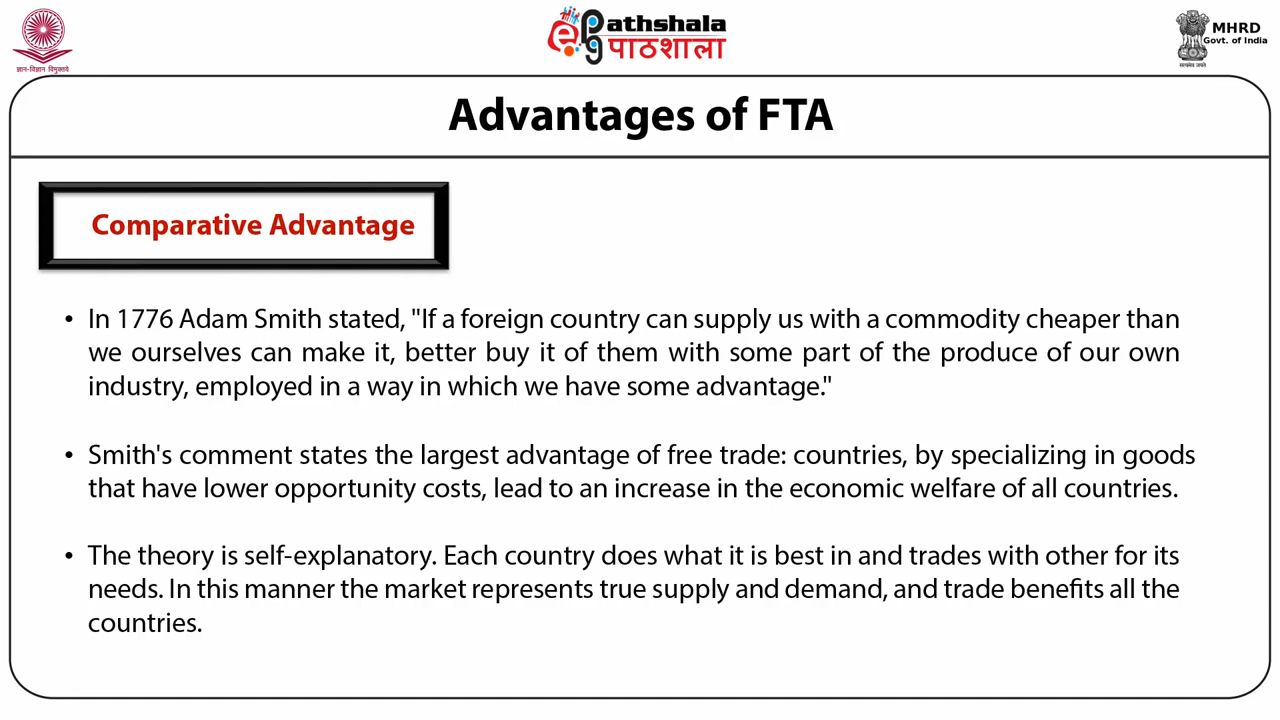 ज्ञान-विज्ञान विमुक्तये
ePathshala
पाठशाला
MHRD
Govt. of India
सत्यमेव जयते
Advantages of FTA
Comparative Advantage
• In 1776 Adam Smith stated, "If a foreign country can supply us with a commodity cheaper than
we ourselves can make it, better buy it of them with some part of the produce of our own
industry, employed in a way in which we have some advantage."
• Smith's comment states the largest advantage of free trade: countries, by specializing in goods
that have lower opportunity costs, lead to an increase in the economic welfare of all countries.
• The theory is self-explanatory. Each country does what it is best in and trades with other for its
needs. In this manner the market represents true supply and demand, and trade benefits all the
countries.